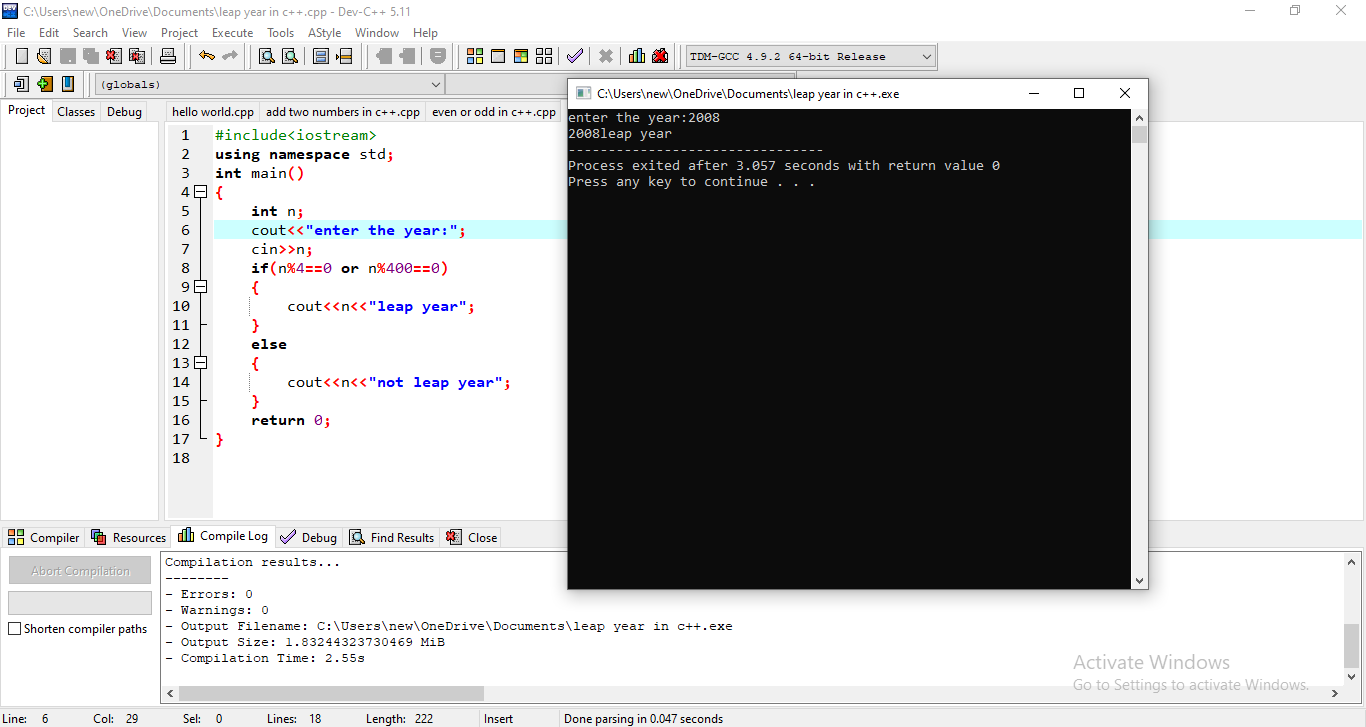 C:\Users\new\OneDrive\Documents\leap year in c++.cpp - Dev-C++ 5.11
File Edit Search View Project Execute Tools AStyle Window Help
TDM-GCC 4.9.2 64-bit Release
(globals)
Project Classes Debug
hello world.cpp add two numbers in c++.cpp even or odd in c++.cpp
1 #include<iostream>
2 using namespace std;
3 int main()
4 {
5 int n;
6 cout<<"enter the year:";
7 cin>>n;
8 if(n%4==0 or n%400==0)
9 {
10 cout<<n<<"leap year";
11 }
12 else
13 {
14 cout<<n<<"not leap year";
15 }
16 return 0;
17 }
18
C:\Users\new\OneDrive\Documents\leap year in c++.exe
enter the year:2008
2008leap year
--------------------------------
Process exited after 3.057 seconds with return value 0
Press any key to continue . . .
Compiler Resources Compile Log Debug Find Results Close
Abort Compilation
Shorten compiler paths
Compilation results...
--------
- Errors: 0
- Warnings: 0
- Output Filename: C:\Users\new\OneDrive\Documents\leap year in c++.exe
- Output Size: 1.83244323730469 MiB
- Compilation Time: 2.55s
Activate Windows
Go to Settings to activate Windows.
Line: 6 Col: 29 Sel: 0 Lines: 18 Length: 222 Insert Done parsing in 0.047 seconds